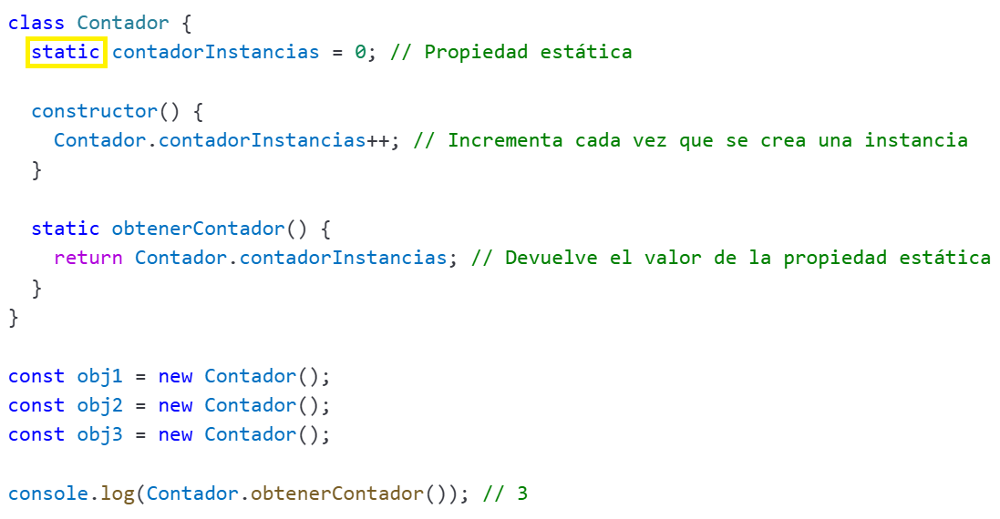 class Contador {
  static contadorInstancias = 0; // Propiedad estática
  constructor() {
    Contador.contadorInstancias++; // Incrementa cada vez que se crea una instancia
  }
  static obtenerContador() {
    return Contador.contadorInstancias; // Devuelve el valor de la propiedad estática
  }
}
const obj1 = new Contador();
const obj2 = new Contador();
const obj3 = new Contador();
console.log(Contador.obtenerContador()); // 3